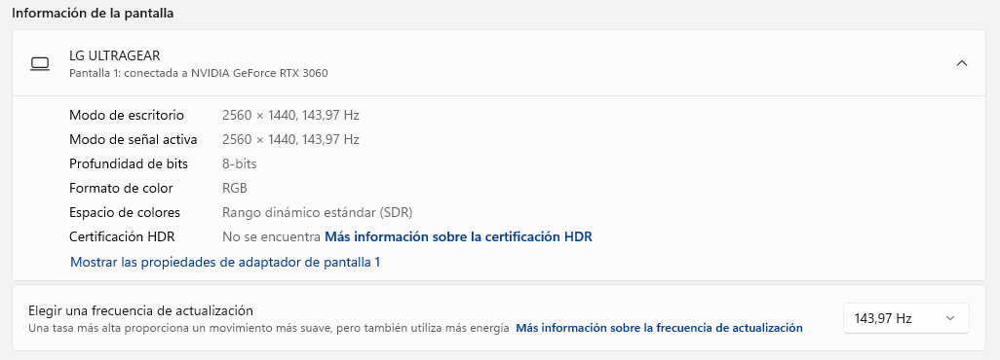 Información de la pantalla
LG ULTRAGEAR
Pantalla 1: conectada a NVIDIA GeForce RTX 3060
Modo de escritorio 2560 × 1440, 143,97 Hz
Modo de señal activa 2560 × 1440, 143,97 Hz
Profundidad de bits 8-bits
Formato de color RGB
Espacio de colores Rango dinámico estándar (SDR)
Certificación HDR No se encuentra Más información sobre la certificación HDR
Mostrar las propiedades de adaptador de pantalla 1
Elegir una frecuencia de actualización
Una tasa más alta proporciona un movimiento más suave, pero también utiliza más energía Más información sobre la frecuencia de actualización
143,97 Hz